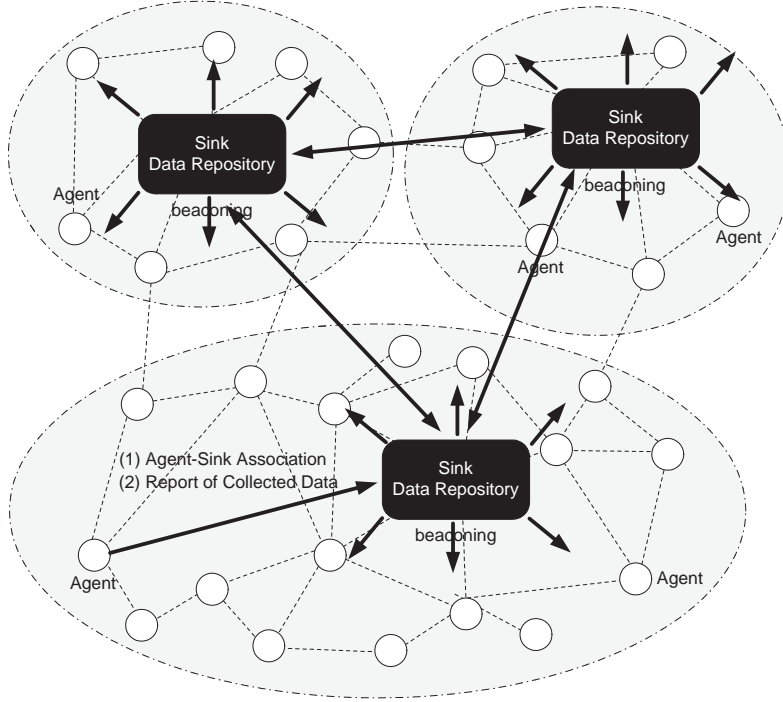 Sink
Data Repository
Agent
beaconing
Sink
Data Repository
beaconing
Agent
Agent
(1) Agent-Sink Association
(2) Report of Collected Data
Sink
Data Repository
beaconing
Agent
Agent